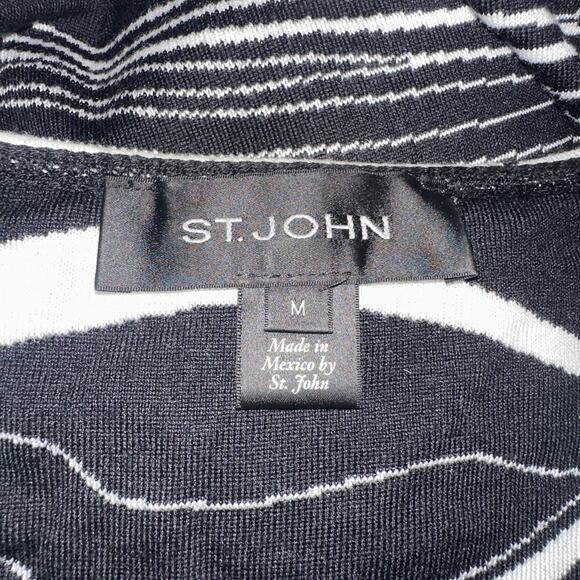 ST. JOHN
M
Made in
Mexico by
St. John